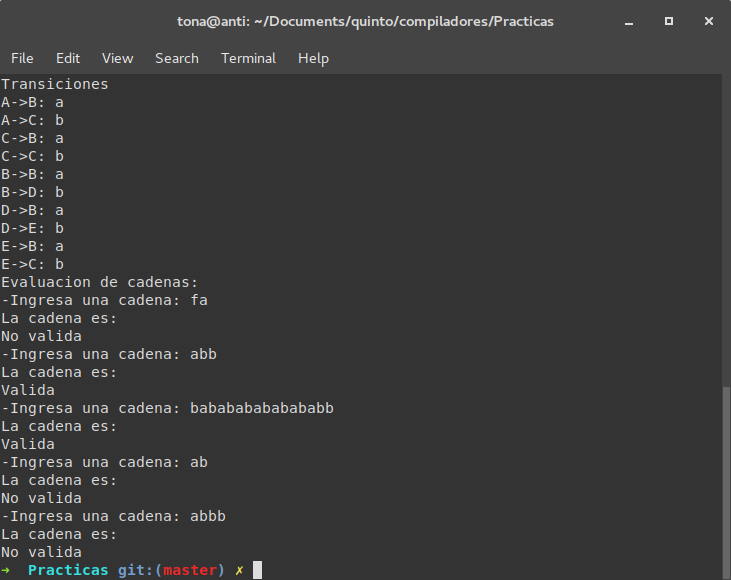 tona@anti: ~/Documents/quinto/compiladores/Practicas
File Edit View Search Terminal Help
Transiciones
A->B: a
A->C: b
C->B: a
C->C: b
B->B: a
B->D: b
D->B: a
D->E: b
E->B: a
E->C: b
Evaluacion de cadenas:
-Ingresa una cadena: fa
La cadena es:
No valida
-Ingresa una cadena: abb
La cadena es:
Valida
-Ingresa una cadena: babababababababb
La cadena es:
Valida
-Ingresa una cadena: ab
La cadena es:
No valida
-Ingresa una cadena: abbb
La cadena es:
No valida
➜ Practicas git:(master) ✗